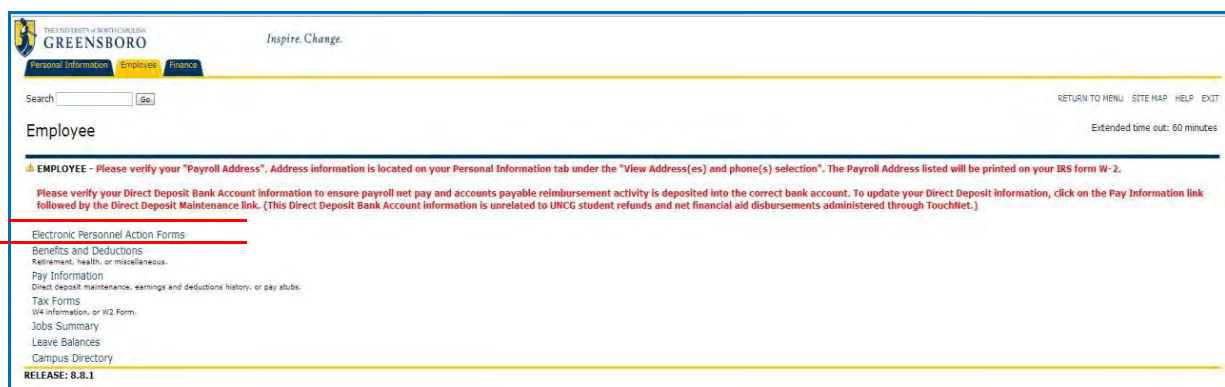 THE UNIVERSITY of NORTH CAROLINA
GREENSBORO
Inspire. Change.
Personal Information Employee Finance
Search Go
RETURN TO MENU SITE MAP HELP EXIT
Employee
Extended time out: 60 minutes
EMPLOYEE - Please verify your "Payroll Address". Address information is located on your Personal Information tab under the "View Address(es) and phone(s) selection". The Payroll Address listed will be printed on your IRS form W-2.
Please verify your Direct Deposit Bank Account information to ensure payroll net pay and accounts payable reimbursement activity is deposited into the correct bank account. To update your Direct Deposit information, click on the Pay Information link
followed by the Direct Deposit Maintenance link. (This Direct Deposit Bank Account information is unrelated to UNCG student refunds and net financial aid disbursements administered through TouchNet.)
Electronic Personnel Action Forms
Benefits and Deductions
Retirement, health, or miscellaneous.
Pay Information
Direct deposit maintenance, earnings and deductions history, or pay stubs.
Tax Forms
W4 information, or W2 Form.
Jobs Summary
Leave Balances
Campus Directory
RELEASE: 8.8.1